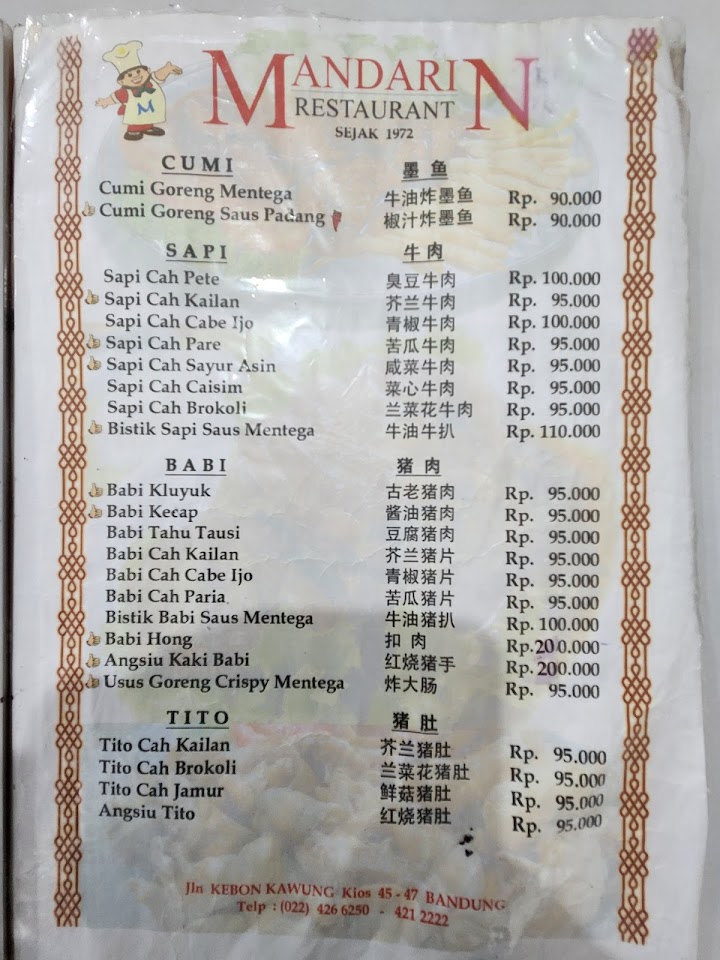 MANDARIN
RESTAURANT
SEJAK 1972
M
CUMI 墨鱼
Cumi Goreng Mentega 牛油炸墨鱼 Rp. 90.000
Cumi Goreng Saus Padang 椒汁炸墨鱼 Rp. 90.000
SAPI 牛肉
Sapi Cah Pete 臭豆牛肉 Rp. 100.000
Sapi Cah Kailan 芥兰牛肉 Rp. 95.000
Sapi Cah Cabe Ijo 青椒牛肉 Rp. 100.000
Sapi Cah Pare 苦瓜牛肉 Rp. 95.000
Sapi Cah Sayur Asin 咸菜牛肉 Rp. 95.000
Sapi Cah Caisim 菜心牛肉 Rp. 95.000
Sapi Cah Brokoli 兰菜花牛肉 Rp. 95.000
Bistik Sapi Saus Mentega 牛油牛扒 Rp. 110.000
BABI 猪肉
Babi Kluyuk 古老猪肉 Rp. 95.000
Babi Kecap 酱油猪肉 Rp. 95.000
Babi Tahu Tausi 豆腐猪肉 Rp. 95.000
Babi Cah Kailan 芥兰猪片 Rp. 95.000
Babi Cah Cabe Ijo 青椒猪片 Rp. 95.000
Babi Cah Paria 苦瓜猪片 Rp. 95.000
Bistik Babi Saus Mentega 牛油猪扒 Rp. 100.000
Babi Hong 扣肉 Rp. 200.000
Angsiu Kaki Babi 红烧猪手 Rp. 200.000
Usus Goreng Crispy Mentega 炸大肠 Rp. 95.000
TITO 猪肚
Tito Cah Kailan 芥兰猪肚 Rp. 95.000
Tito Cah Brokoli 兰菜花猪肚 Rp. 95.000
Tito Cah Jamur 鲜菇猪肚 Rp. 95.000
Angsiu Tito 红烧猪肚 Rp. 95.000
Jln KEBON KAWUNG Kios 45 - 47 BANDUNG
Telp : (022) 426 6250 - 421 2222